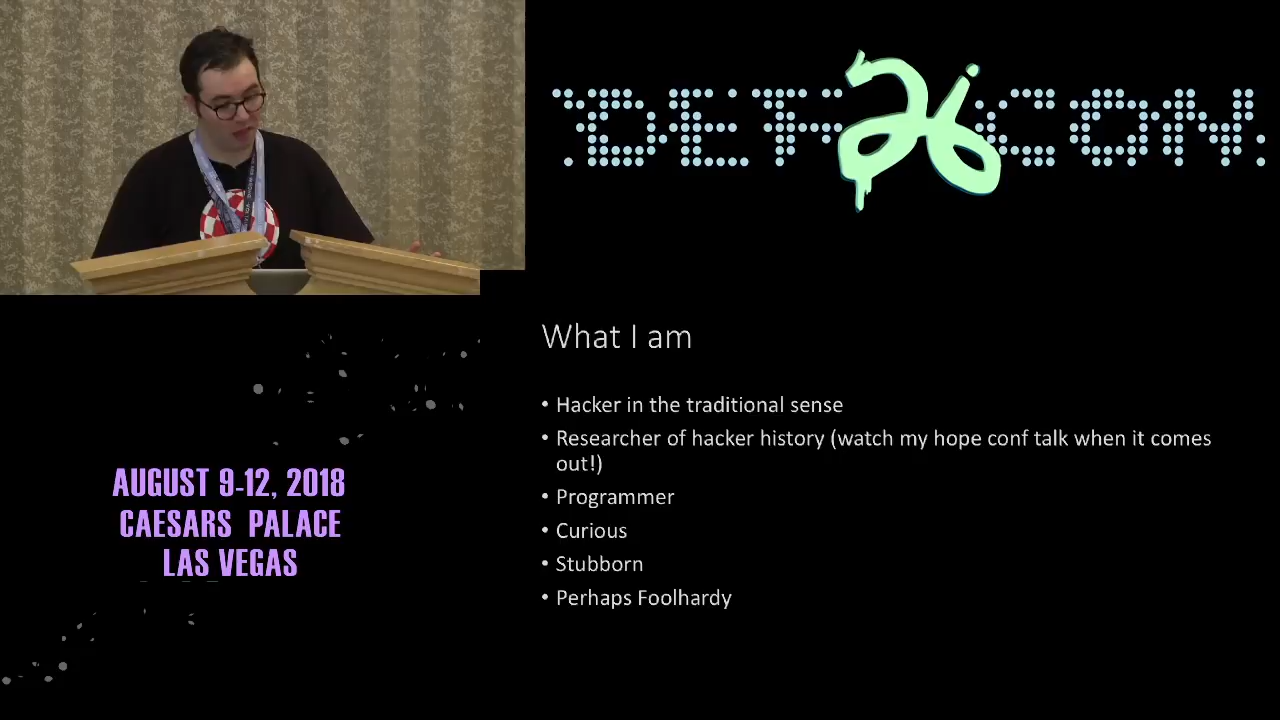 DEF 26 CON
What I am
• Hacker in the traditional sense
• Researcher of hacker history (watch my hope conf talk when it comes
out!)
• Programmer
• Curious
• Stubborn
• Perhaps Foolhardy
AUGUST 9-12, 2018
CAESARS PALACE
LAS VEGAS